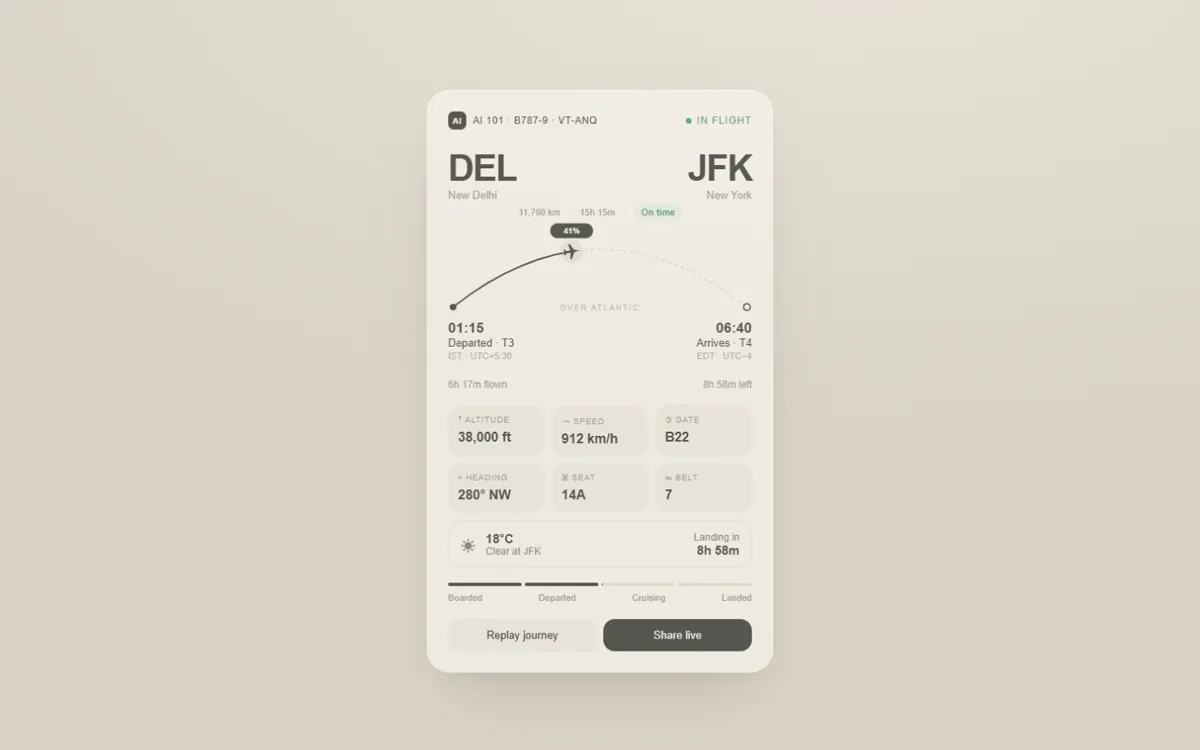 AI AI 101 · B787-9 · VT-ANQ IN FLIGHT
DEL JFK
New Delhi New York
11,760 km · 15h 15m · On time
41%
OVER ATLANTIC
01:15 06:40
Departed · T3 Arrives · T4
IST · UTC+5:30 EDT · UTC−4
6h 17m flown 8h 58m left
↑ ALTITUDE → SPEED GATE
38,000 ft 912 km/h B22
HEADING SEAT BELT
280° NW 14A 7
18°C Landing in
Clear at JFK 8h 58m
Boarded Departed Cruising Landed
Replay journey Share live